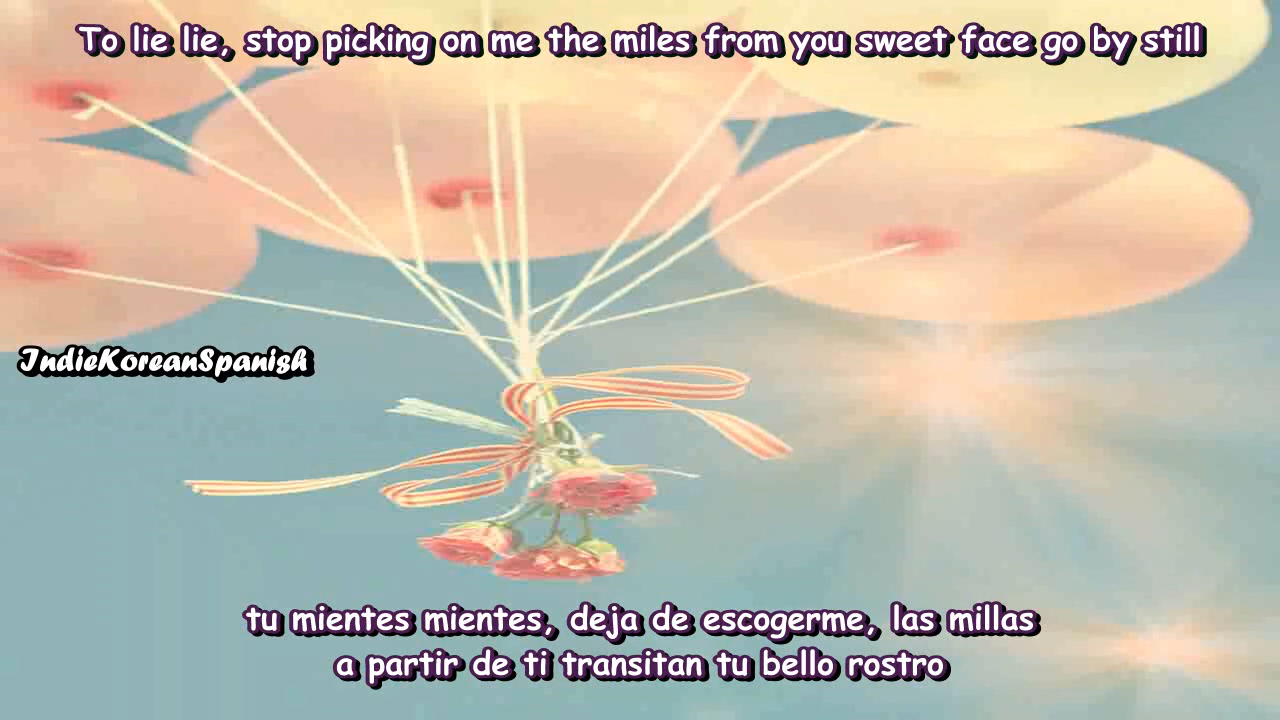 To lie lie, stop picking on me the miles from you sweet face go by still
IndieKoreanSpanish
tu mientes mientes, deja de escogerme, las millas
a partir de ti transitan tu bello rostro